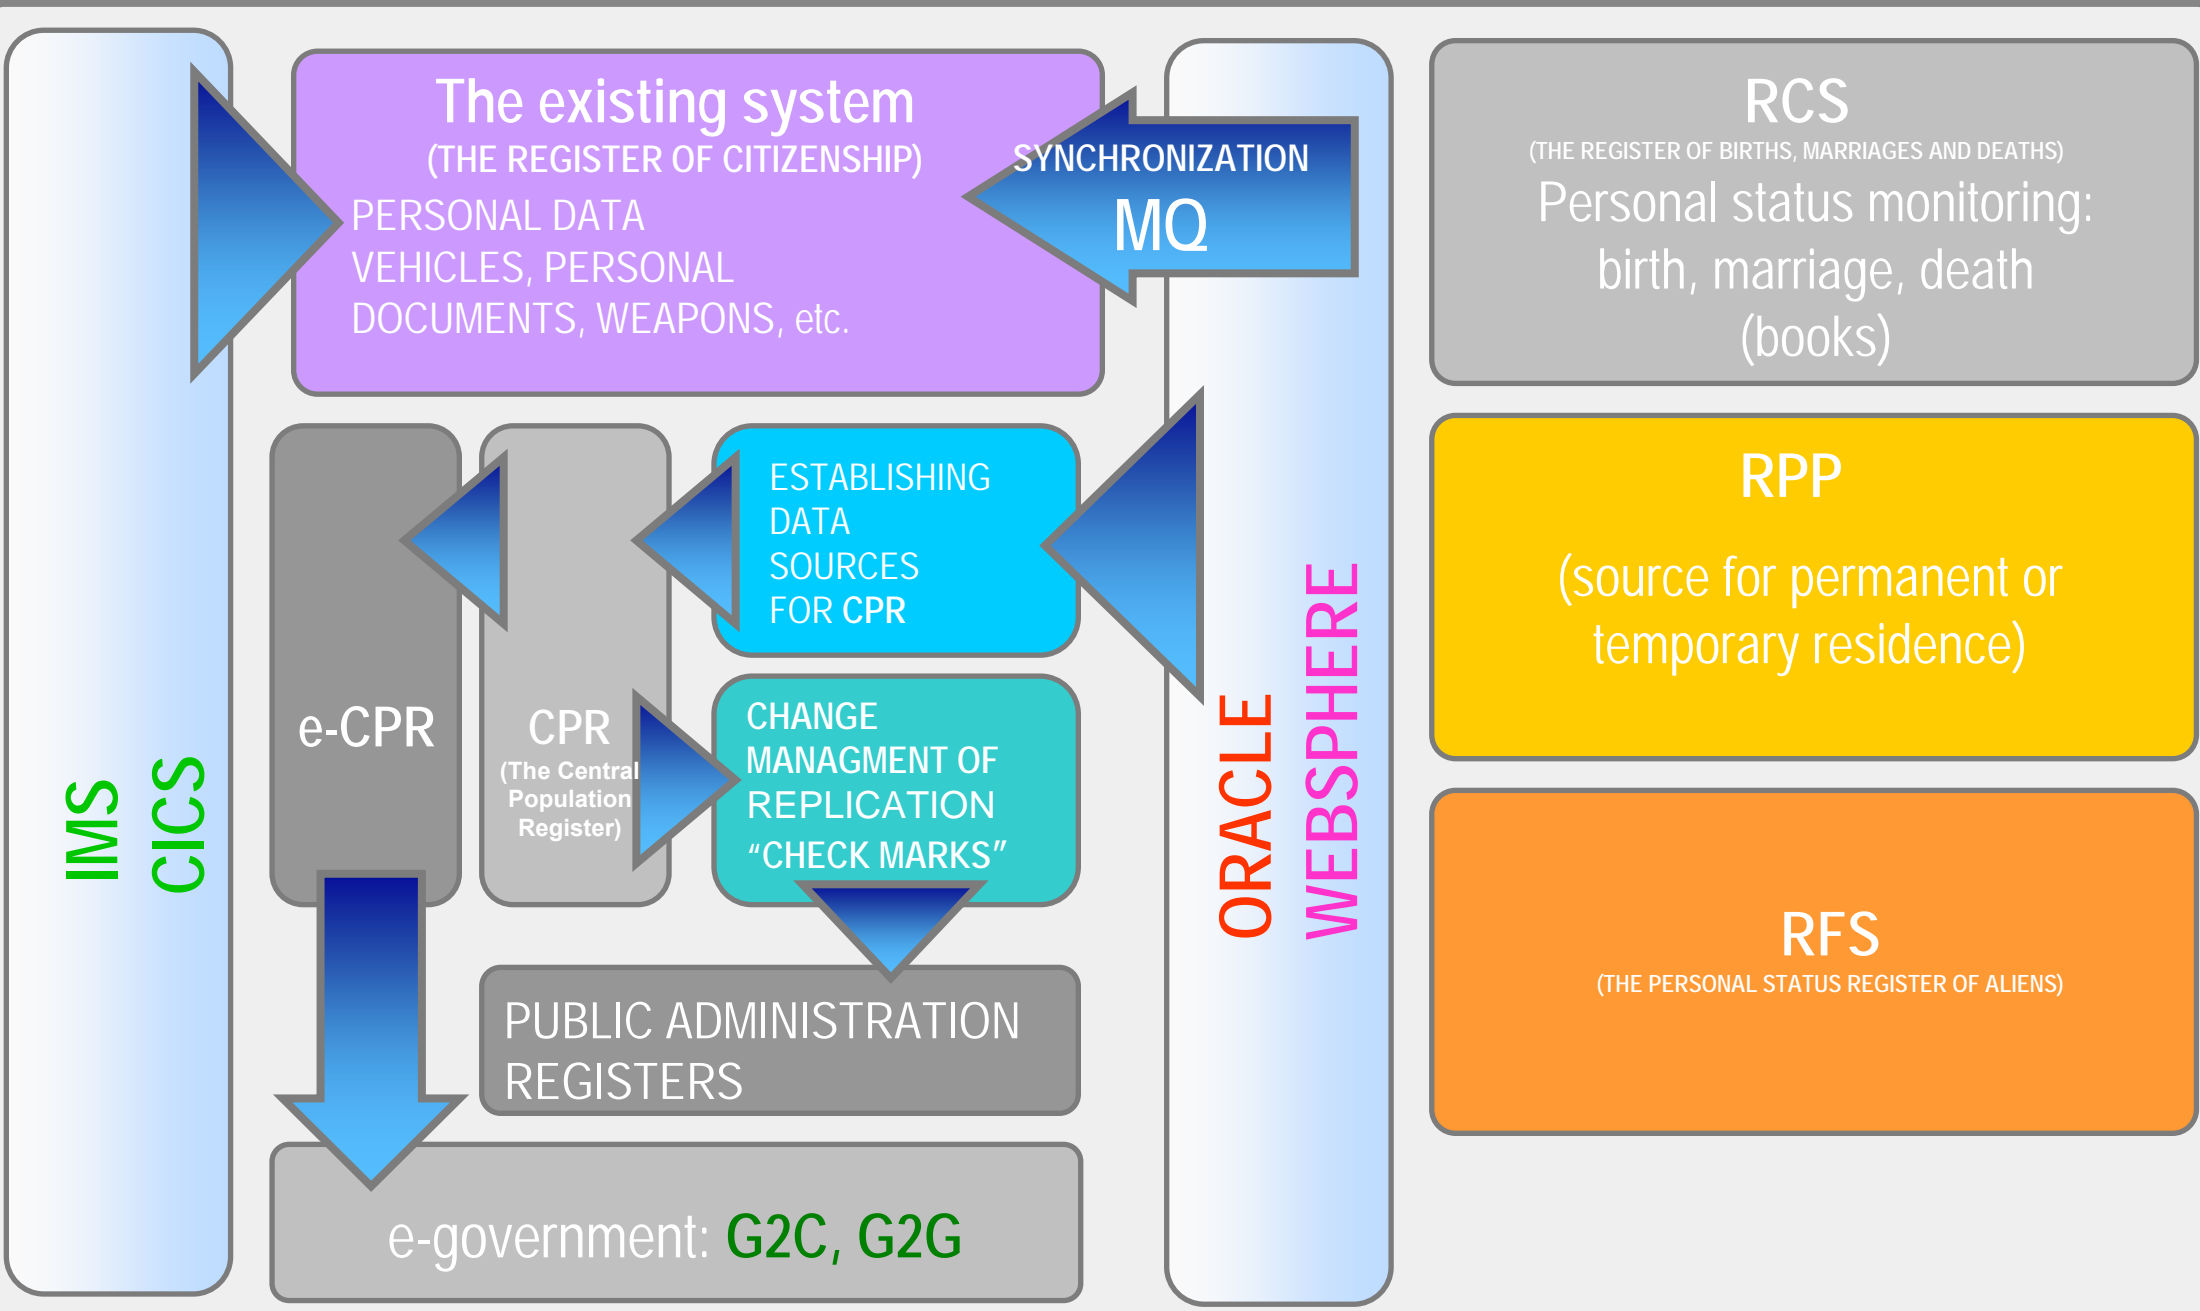 IMS
CICS
The existing system
(THE REGISTER OF CITIZENSHIP)
PERSONAL DATA
VEHICLES, PERSONAL
DOCUMENTS, WEAPONS, etc.
SYNCHRONIZATION
MQ
ESTABLISHING
DATA
SOURCES
FOR CPR
e-CPR
CPR
(The Central
Population
Register)
CHANGE
MANAGMENT OF
REPLICATION
“CHECK MARKS”
PUBLIC ADMINISTRATION
REGISTERS
e-government: G2C, G2G
ORACLE
WEBSPHERE
RCS
(THE REGISTER OF BIRTHS, MARRIAGES AND DEATHS)
Personal status monitoring:
birth, marriage, death
(books)
RPP
(source for permanent or
temporary residence)
RFS
(THE PERSONAL STATUS REGISTER OF ALIENS)